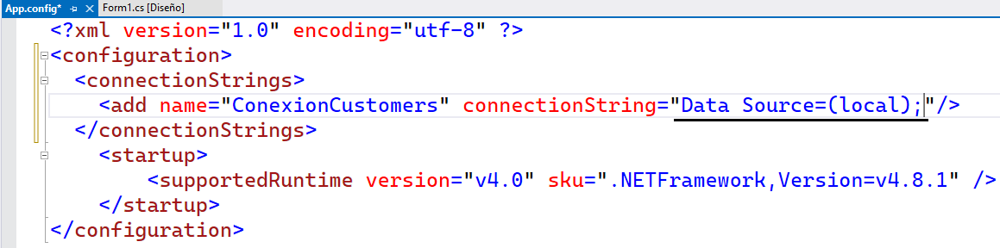 App.config* Form1.cs [Diseño]
<?xml version="1.0" encoding="utf-8" ?>
<configuration>
<connectionStrings>
<add name="ConexionCustomers" connectionString="Data Source=(local);"/>
</connectionStrings>
<startup>
<supportedRuntime version="v4.0" sku=".NETFramework,Version=v4.8.1" />
</startup>
</configuration>